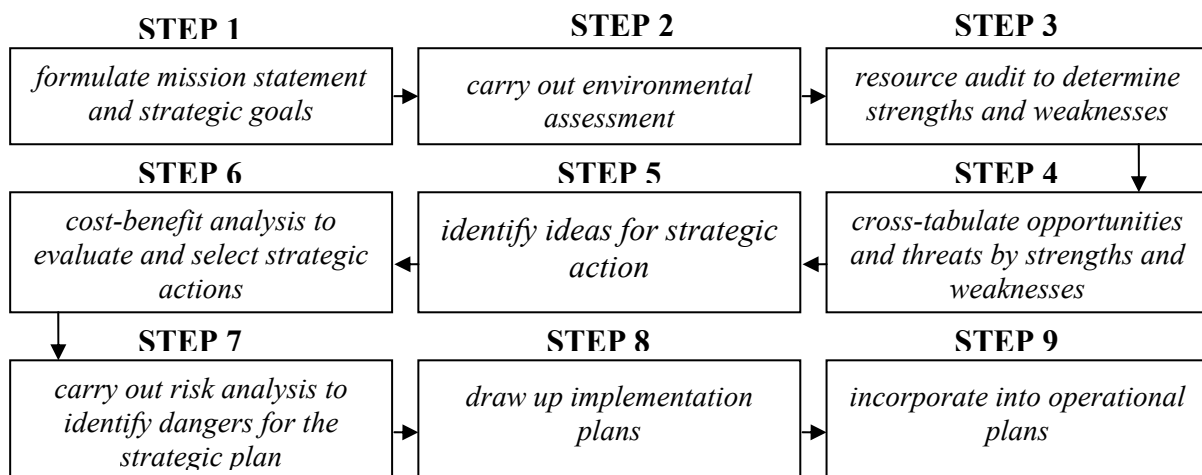 STEP 1
formulate mission statement
and strategic goals
STEP 2
carry out environmental
assessment
STEP 3
resource audit to determine
strengths and weaknesses
STEP 4
cross-tabulate opportunities
and threats by strengths and
weaknesses
STEP 5
identify ideas for strategic
action
STEP 6
cost-benefit analysis to
evaluate and select strategic
actions
STEP 7
carry out risk analysis to
identify dangers for the
strategic plan
STEP 8
draw up implementation
plans
STEP 9
incorporate into operational
plans